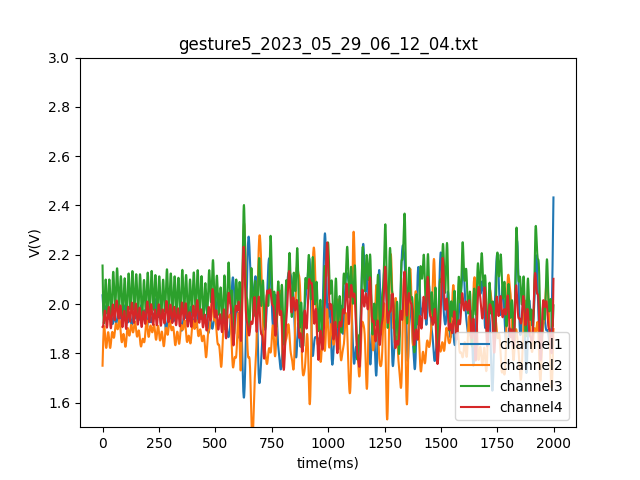 gesture5_2023_05_29_06_12_04.txt
3.0
2.8
2.6
2.4
2.2
2.0
1.8
1.6
V(V)
channel1
channel2
channel3
channel4
0 250 500 750 1000 1250 1500 1750 2000
time(ms)